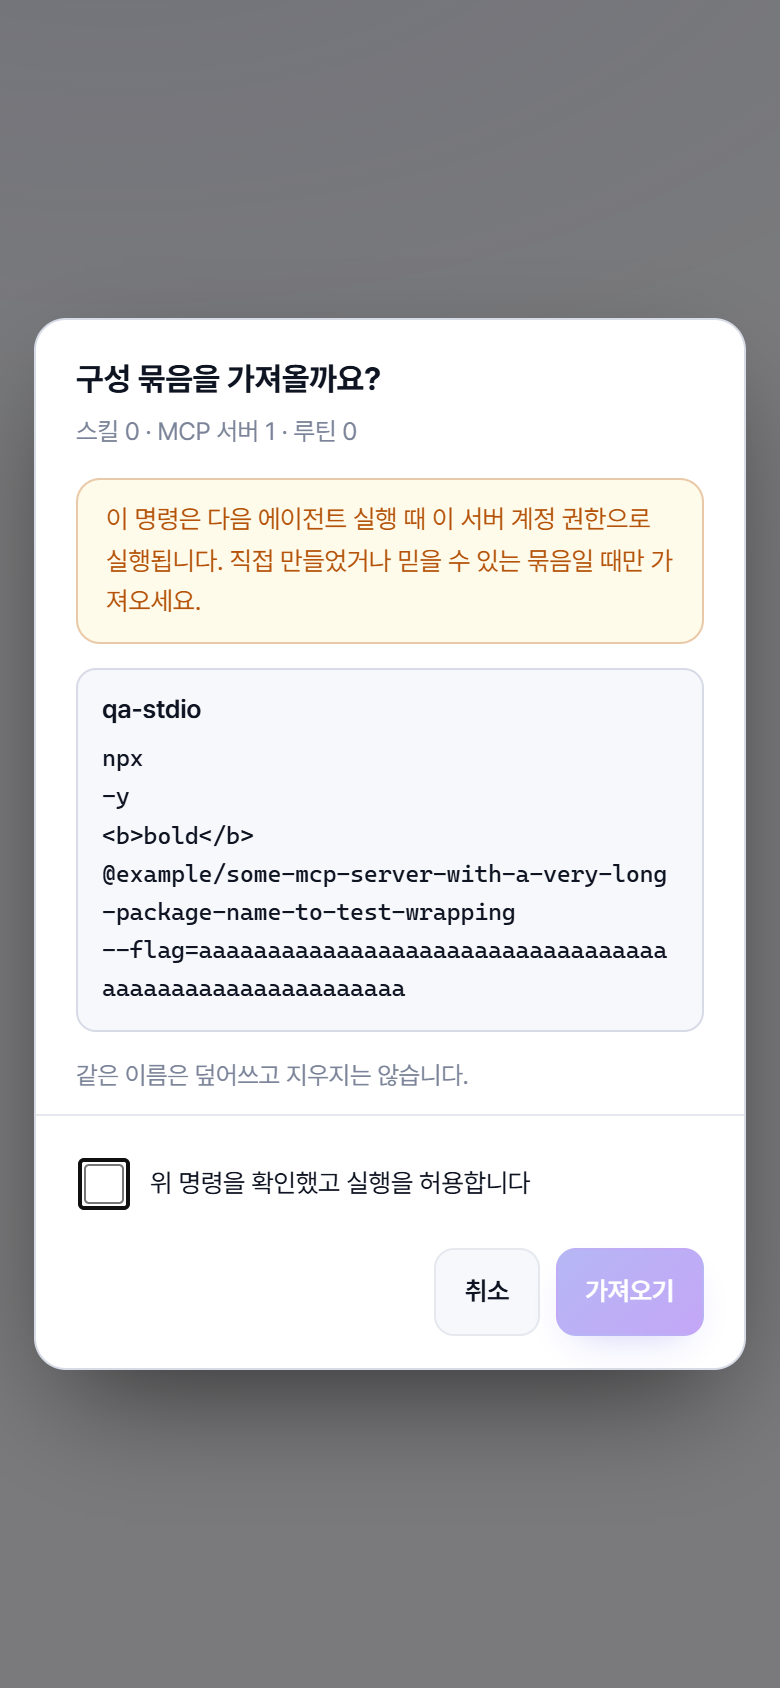 구성 묶음을 가져올까요?
스킬 0 · MCP 서버 1 · 루틴 0
이 명령은 다음 에이전트 실행 때 이 서버 계정 권한으로
실행됩니다. 직접 만들었거나 믿을 수 있는 묶음일 때만 가
져오세요.
qa-stdio
npx
-y
<b>bold</b>
@example/some-mcp-server-with-a-very-long
-package-name-to-test-wrapping
--flag=aaaaaaaaaaaaaaaaaaaaaaaaaaaaaaaaaa
aaaaaaaaaaaaaaaaaaaaaa
같은 이름은 덮어쓰고 지우지는 않습니다.
위 명령을 확인했고 실행을 허용합니다
취소
가져오기